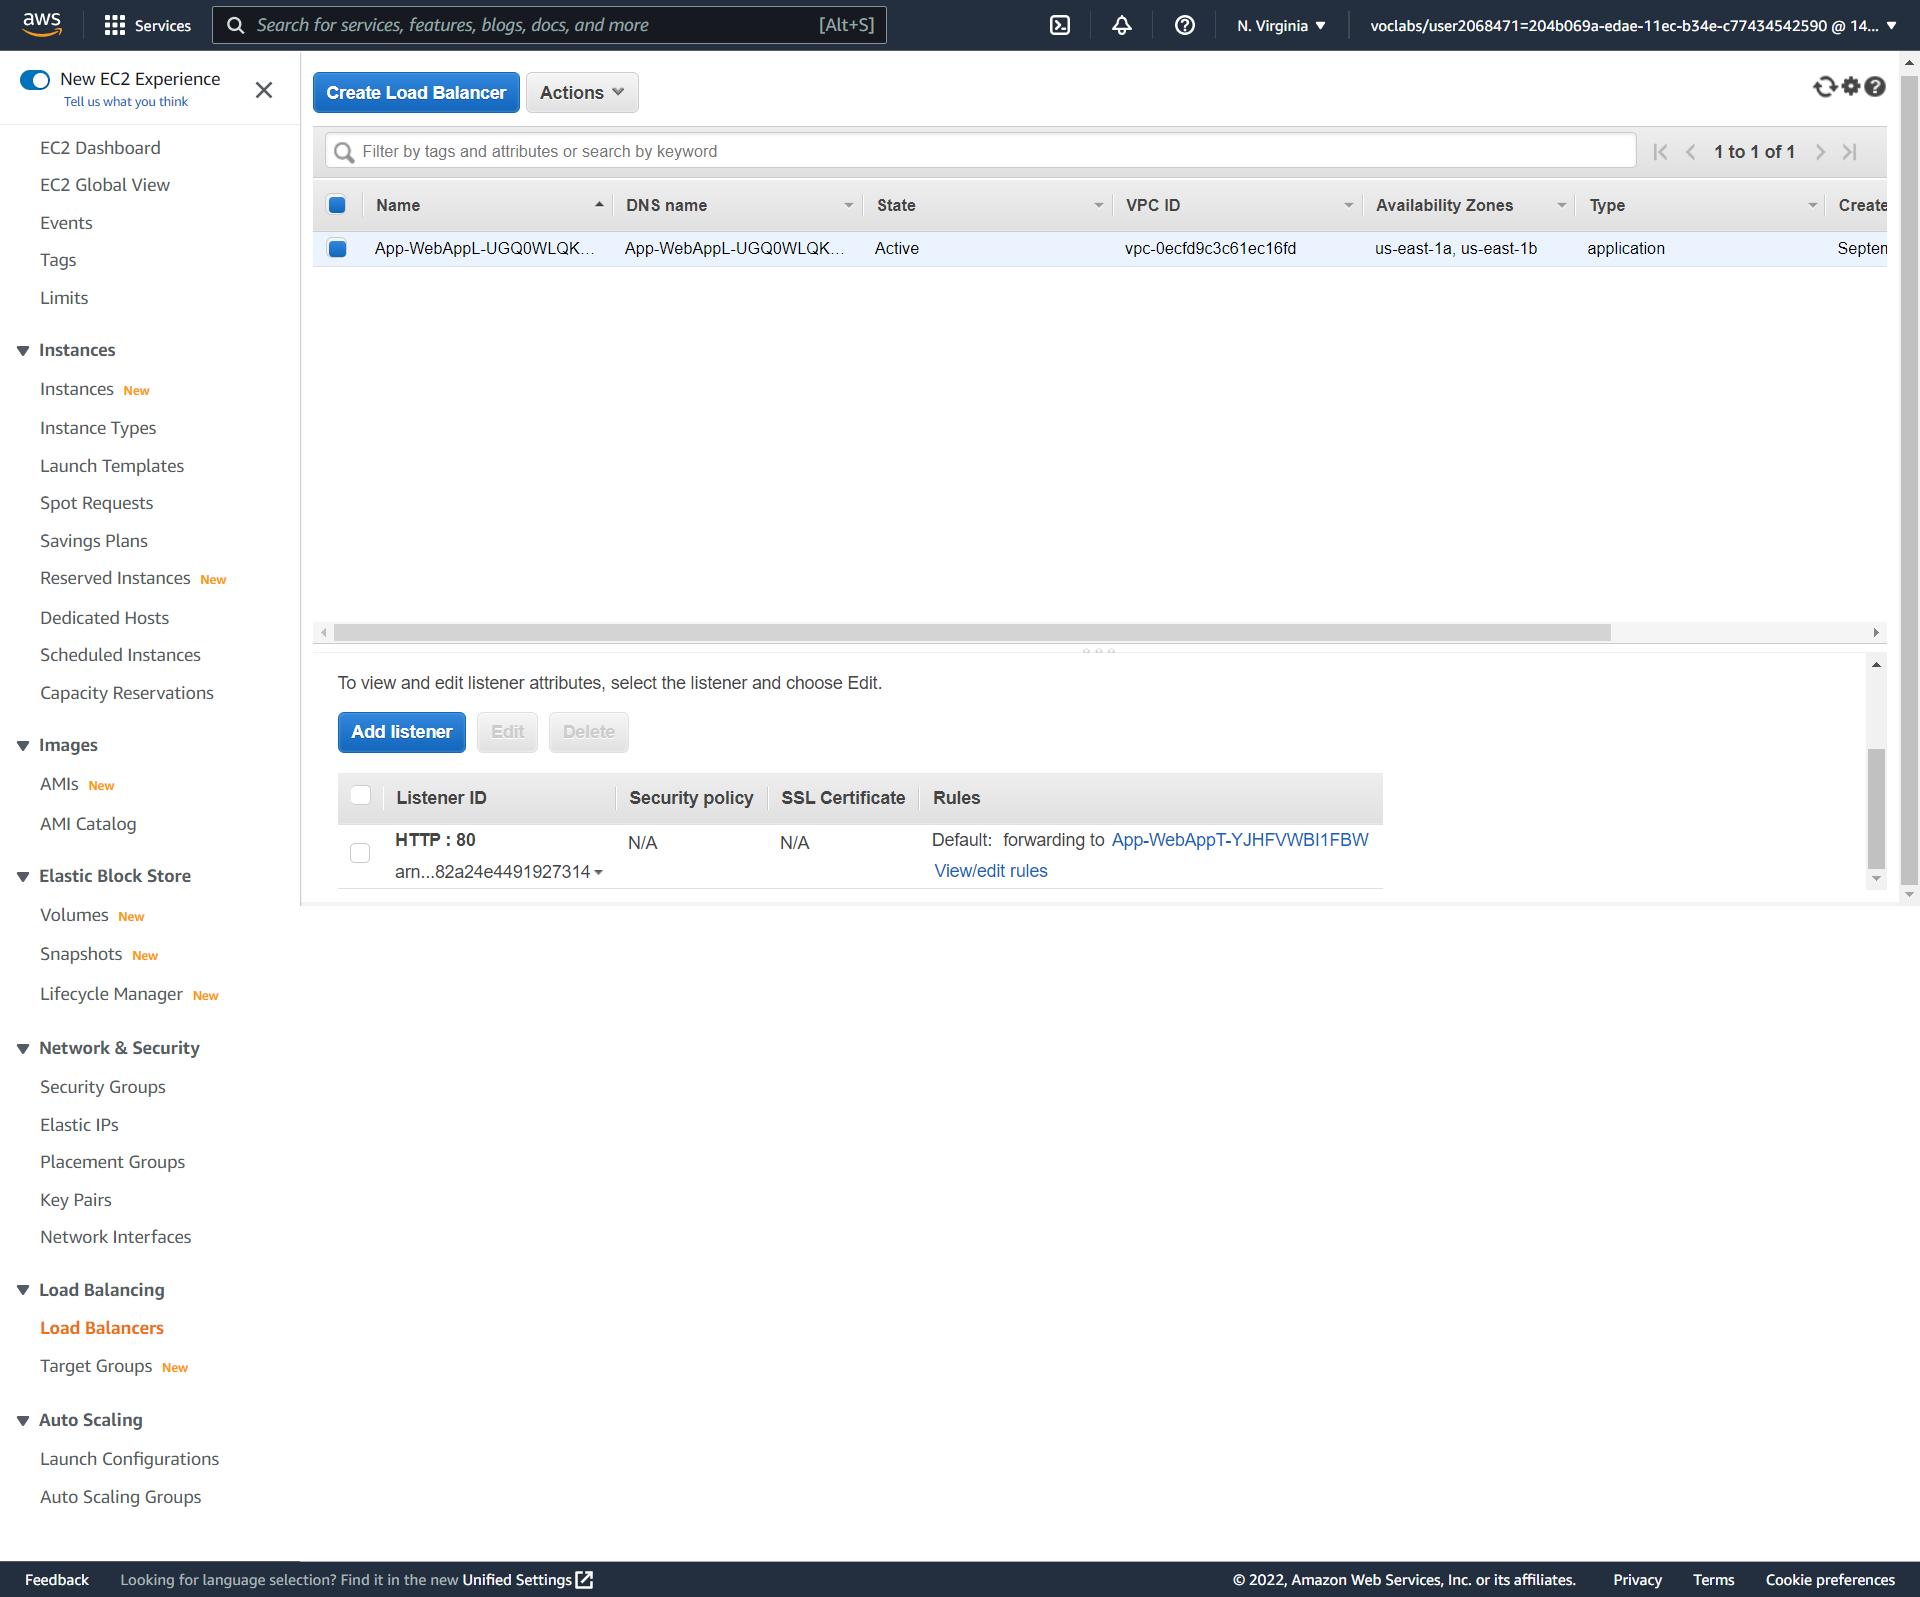 aws
Services
Search for services, features, blogs, docs, and more
[Alt+S]
N. Virginia
voclabs/user2068471=204b069a-edae-11ec-b34e-c77434542590 @ 14...
New EC2 Experience
Tell us what you think
EC2 Dashboard
EC2 Global View
Events
Tags
Limits
Instances
Instances New
Instance Types
Launch Templates
Spot Requests
Savings Plans
Reserved Instances New
Dedicated Hosts
Scheduled Instances
Capacity Reservations
Images
AMIs New
AMI Catalog
Elastic Block Store
Volumes New
Snapshots New
Lifecycle Manager New
Network & Security
Security Groups
Elastic IPs
Placement Groups
Key Pairs
Network Interfaces
Load Balancing
Load Balancers
Target Groups New
Auto Scaling
Launch Configurations
Auto Scaling Groups
Create Load Balancer
Actions
Filter by tags and attributes or search by keyword
1 to 1 of 1
Name DNS name State VPC ID Availability Zones Type Create
App-WebAppL-UGQ0WLQK... App-WebAppL-UGQ0WLQK... Active vpc-0ecfd9c3c61ec16fd us-east-1a, us-east-1b application Septen
To view and edit listener attributes, select the listener and choose Edit.
Add listener Edit Delete
Listener ID Security policy SSL Certificate Rules
HTTP : 80 N/A N/A Default: forwarding to App-WebAppT-YJHFVWBI1FBW
arn...82a24e4491927314 View/edit rules
Feedback
Looking for language selection? Find it in the new Unified Settings
© 2022, Amazon Web Services, Inc. or its affiliates.
Privacy
Terms
Cookie preferences